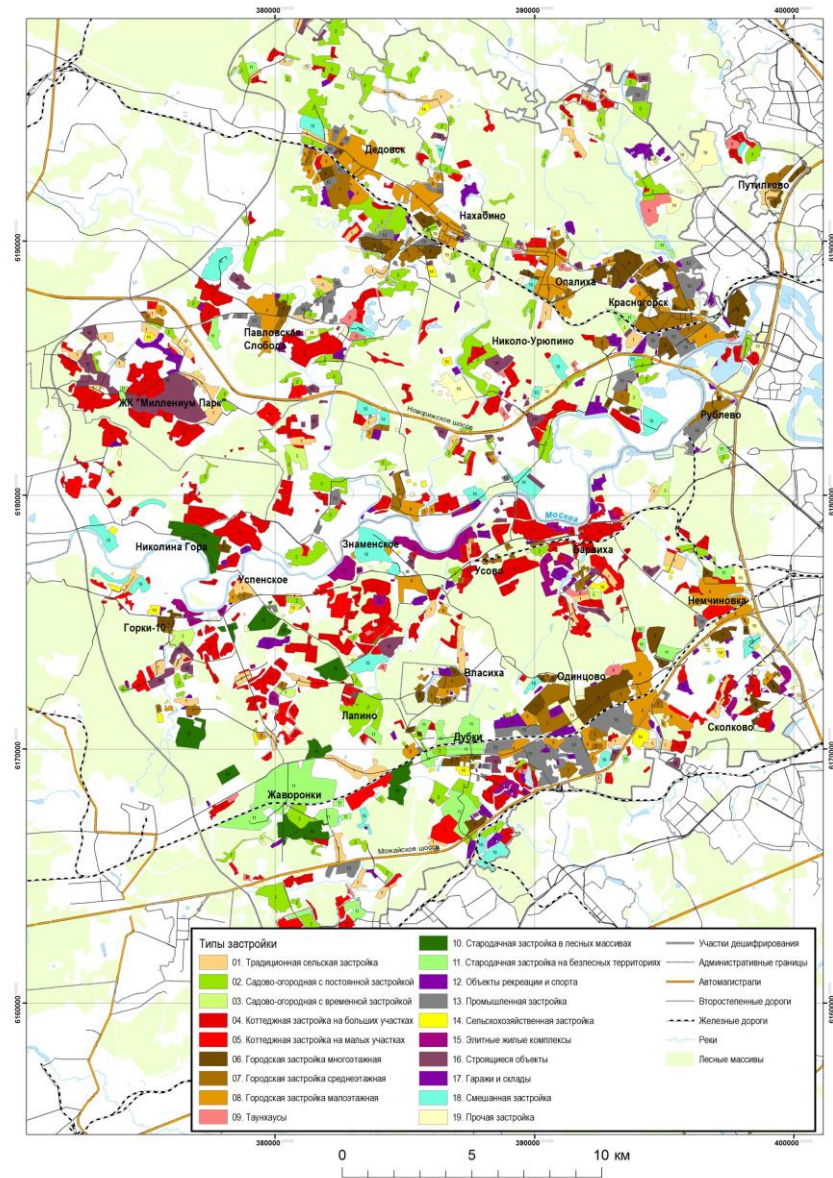 380000
390000
400000
Дедовск
Путилково
Нахабино
6190000
6190000
Опалиха
Красногорск
Павловская
Слобода
Николо-Урюпино
ЖК "Миллениум Парк"
Новорижское шоссе
Рублево
6180000
6180000
Москва
Николина Гора
Знаменское
Барвиха
Усово
Успенское
Немчиновка
Горки-10
Власиха
Одинцово
Лапино
Сколково
Дубки
6170000
6170000
Жаворонки
Можайское шоссе
Типы застройки
01. Традиционная сельская застройка
02. Садово-огородная с постоянной застройкой
03. Садово-огородная с временной застройкой
04. Коттеджная застройка на больших участках
05. Коттеджная застройка на малых участках
06. Городская застройка многоэтажная
07. Городская застройка среднеэтажная
08. Городская застройка малоэтажная
09. Таунхаусы
10. Стародачная застройка в лесных массивах
11. Стародачная застройка на безлесных территориях
12. Объекты рекреации и спорта
13. Промышленная застройка
14. Сельскохозяйственная застройка
15. Элитные жилые комплексы
16. Строящиеся объекты
17. Гаражи и склады
18. Смешанная застройка
19. Прочая застройка
Участки дешифрирования
Административные границы
Автомагистрали
Второстепенные дороги
Железные дороги
Реки
Лесные массивы
6160000
6160000
380000
390000
400000
0 5 10 км